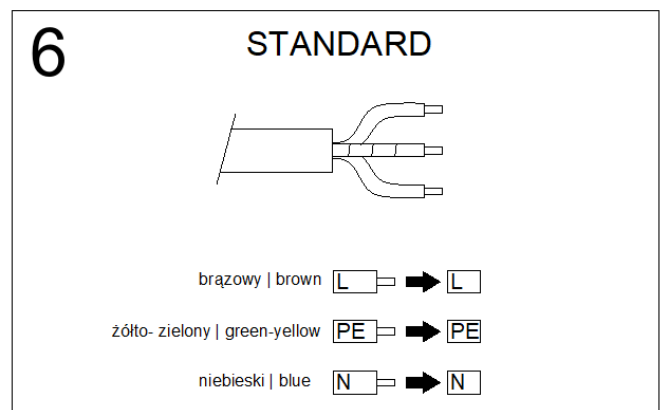 6
STANDARD
brązowy | brown L L
żółto- zielony | green-yellow PE PE
niebieski | blue N N